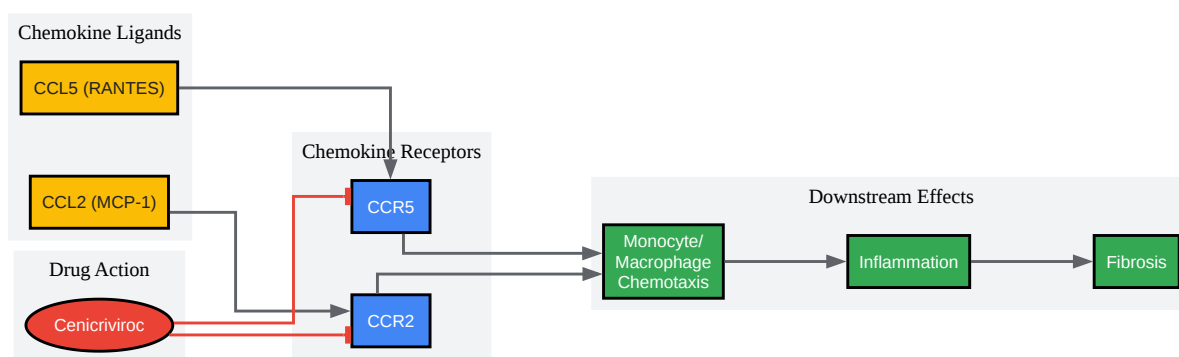 Chemokine Ligands
CCL5 (RANTES)
CCL2 (MCP-1)
Drug Action
Cenicriviroc
Chemokine Receptors
CCR5
CCR2
Downstream Effects
Monocyte/
Macrophage
Chemotaxis
Inflammation
Fibrosis